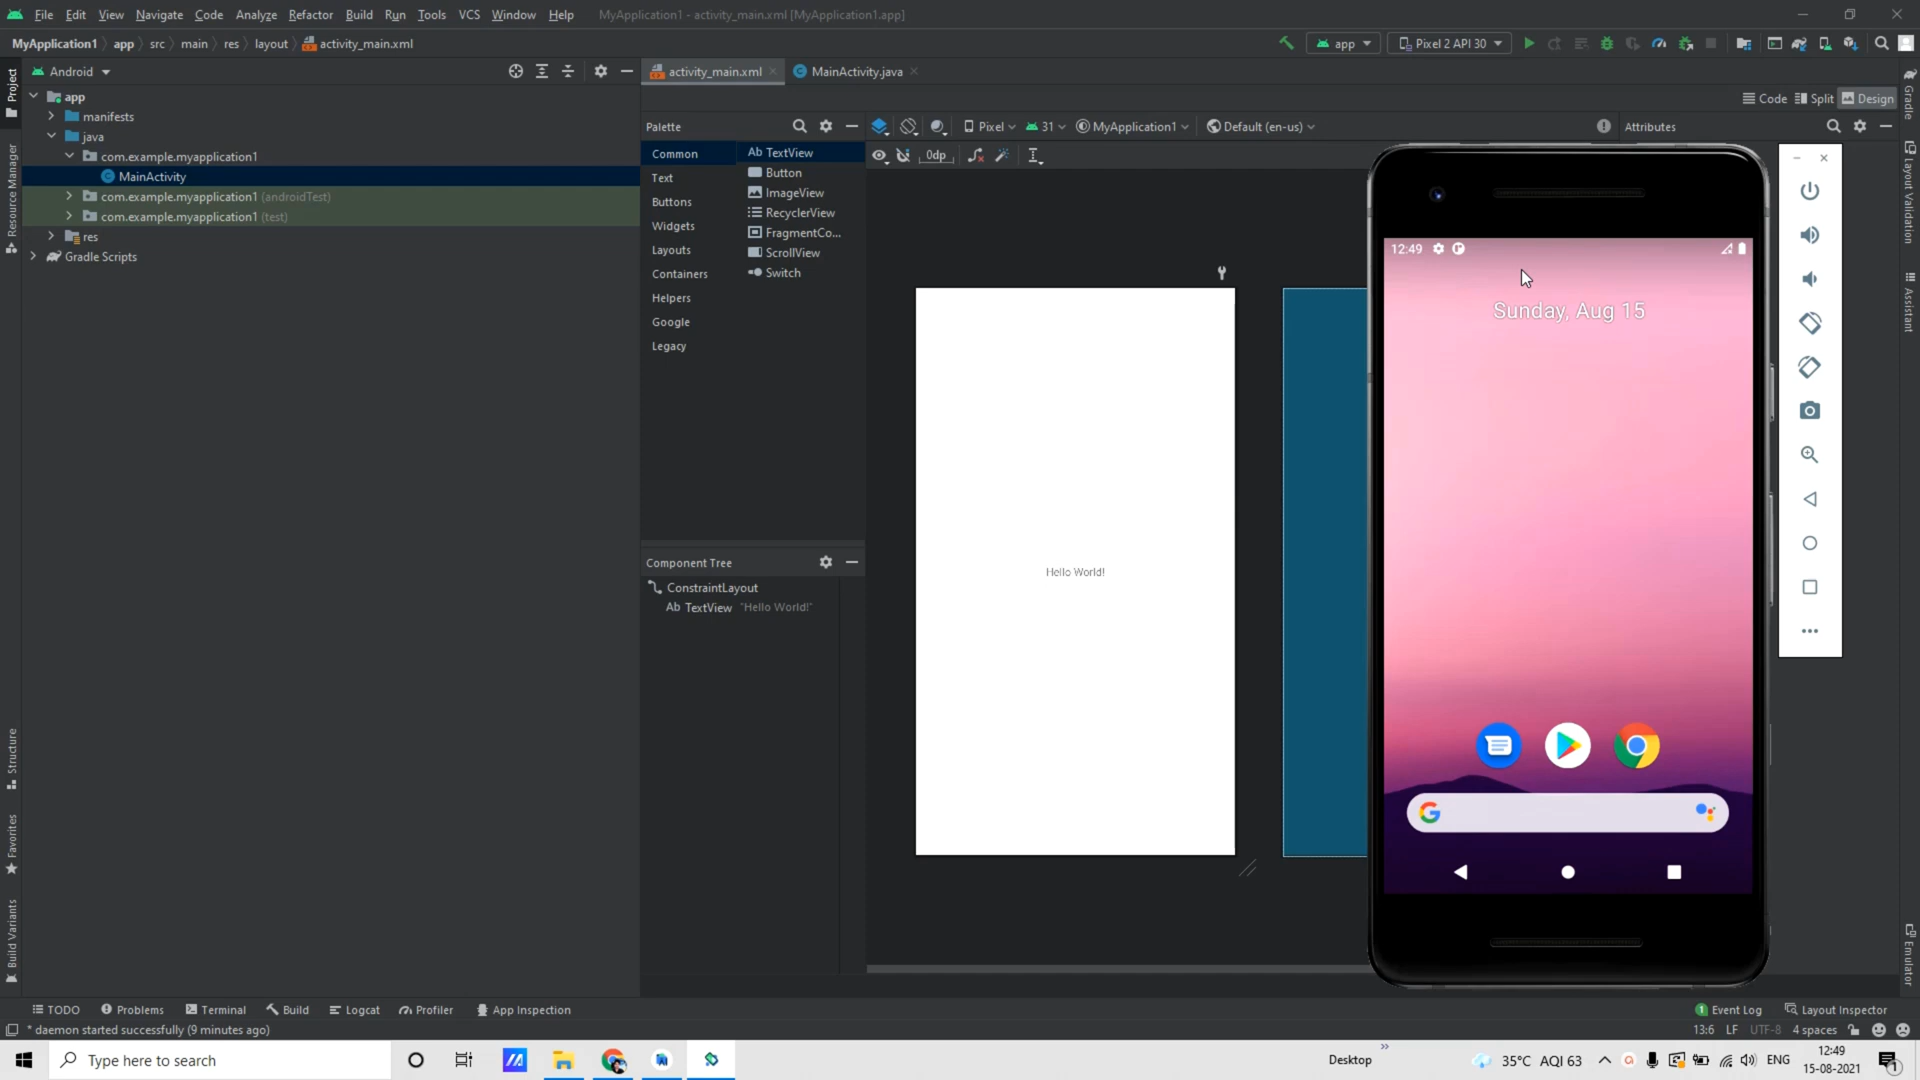 File Edit View Navigate Code Analyze Refactor Build Run Tools VCS Window Help MyApplication1 - activity_main.xml [MyApplication1.app]
MyApplication1 app src main res layout activity_main.xml
app Pixel 2 API 30
Android
activity_main.xml MainActivity.java
Code Split Design
Project
Resource Manager
Structure
Favorites
Build Variants
app
manifests
java
com.example.myapplication1
MainActivity
com.example.myapplication1 (androidTest)
com.example.myapplication1 (test)
res
Gradle Scripts
Palette
Common
Text
Buttons
Widgets
Layouts
Containers
Helpers
Google
Legacy
Ab TextView
Button
ImageView
RecyclerView
FragmentCo...
ScrollView
Switch
Component Tree
ConstraintLayout
Ab TextView "Hello World!"
Pixel 31 MyApplication1 Default (en-us)
0dp
Attributes
Hello World!
12:49
Sunday, Aug 15
Gradle
Layout Validation
Assistant
Emulator
TODO Problems Terminal Build Logcat Profiler App Inspection
1 Event Log Layout Inspector
* daemon started successfully (9 minutes ago)
13:6 LF UTF-8 4 spaces
Type here to search
Desktop
35°C AQI 63
ENG
12:49
15-08-2021
1